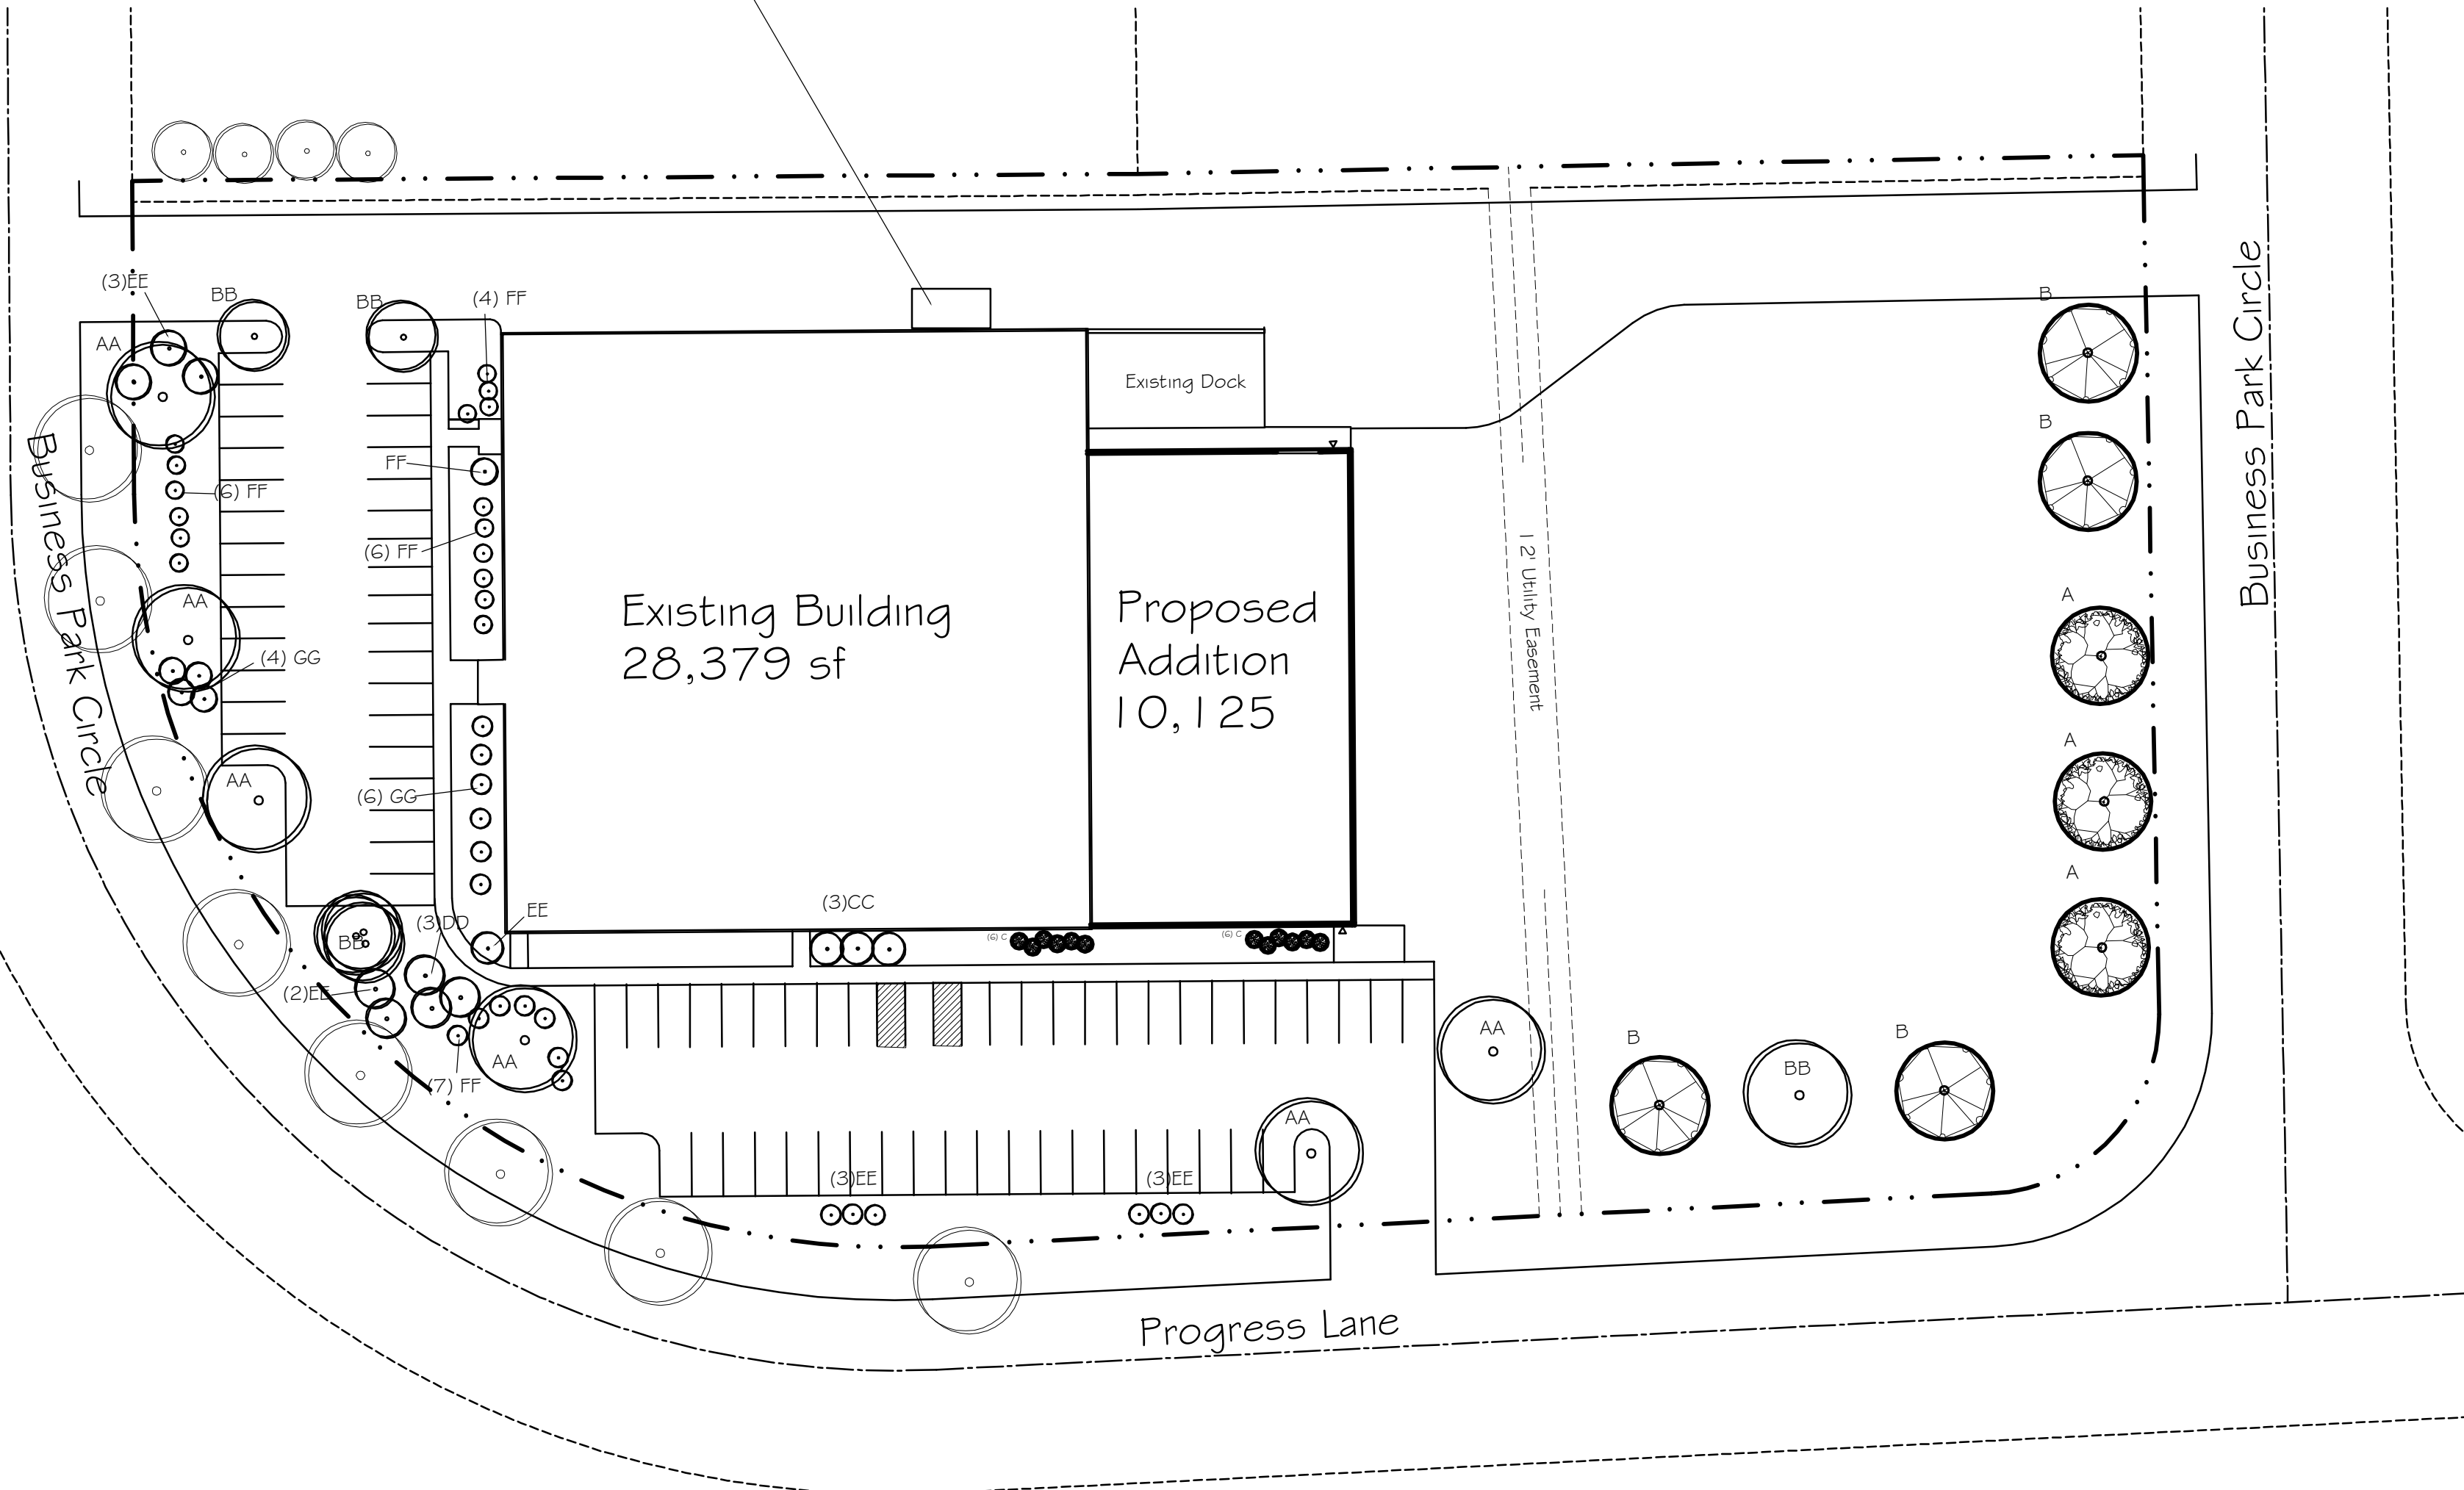 (3)EE
BB
BB
(4) FF
B
AA
Existing Dock
B
FF
(6) FF
(6) FF
Business Park Circle
Business Park Circle
12' Utility Easement
AA
Existing Building
28,379 sf
Proposed
Addition
10,125
A
(4) GG
A
AA
(6) GG
A
(3)CC
EE
(3)DD
BB
(6) C
(6) C
(2)EE
AA
B
BB
B
AA
(7) FF
AA
(3)EE
(3)EE
Progress Lane